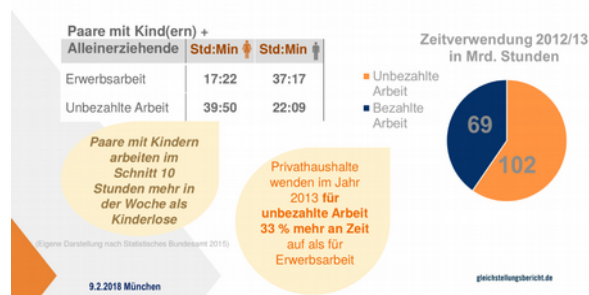 Paare mit Kind(ern) +
Alleinerziehende Std:Min Std:Min
Erwerbsarbeit 17:22 37:17
Unbezahlte Arbeit 39:50 22:09
Zeitverwendung 2012/13
in Mrd. Stunden
Unbezahlte
Arbeit
Bezahlte
Arbeit
69
102
Paare mit Kindern
arbeiten im
Schnitt 10
Stunden mehr in
der Woche als
Kinderlose
Privathaushalte
wenden im Jahr
2013 für
unbezahlte Arbeit
33 % mehr an Zeit
auf als für
Erwerbsarbeit
(Eigene Darstellung nach Statistisches Bundesamt 2015)
9.2.2018 München
gleichstellungsbericht.de